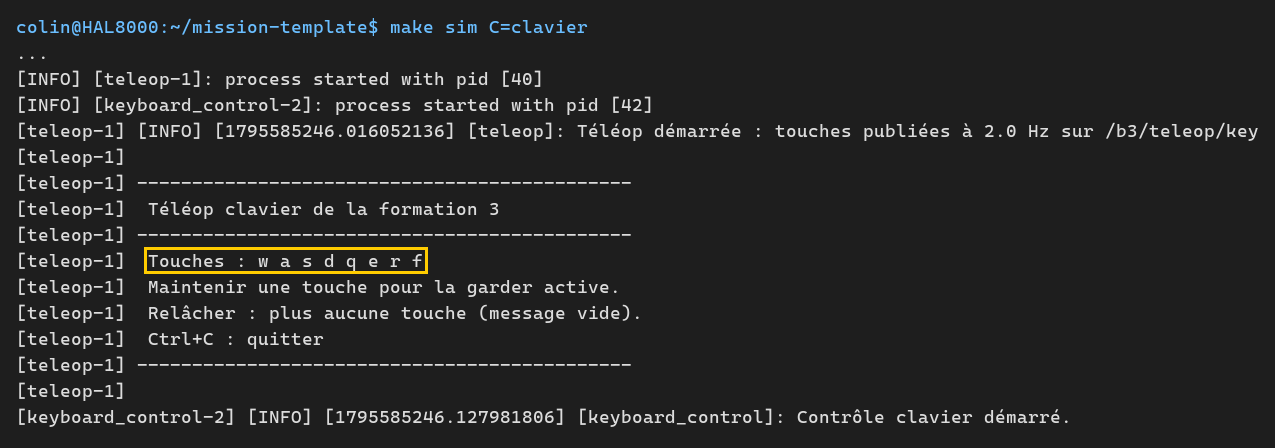 colin@HAL8000:~/mission-template$ make sim C=clavier
...
[INFO] [teleop-1]: process started with pid [40]
[INFO] [keyboard_control-2]: process started with pid [42]
[teleop-1] [INFO] [1795585246.016052136] [teleop]: Téléop démarrée : touches publiées à 2.0 Hz sur /b3/teleop/key
[teleop-1]
[teleop-1] ---------------------------------------------
[teleop-1]  Téléop clavier de la formation 3
[teleop-1] ---------------------------------------------
[teleop-1]  Touches : w a s d q e r f
[teleop-1]  Maintenir une touche pour la garder active.
[teleop-1]  Relâcher : plus aucune touche (message vide).
[teleop-1]  Ctrl+C : quitter
[teleop-1] ---------------------------------------------
[teleop-1]
[keyboard_control-2] [INFO] [1795585246.127981806] [keyboard_control]: Contrôle clavier démarré.